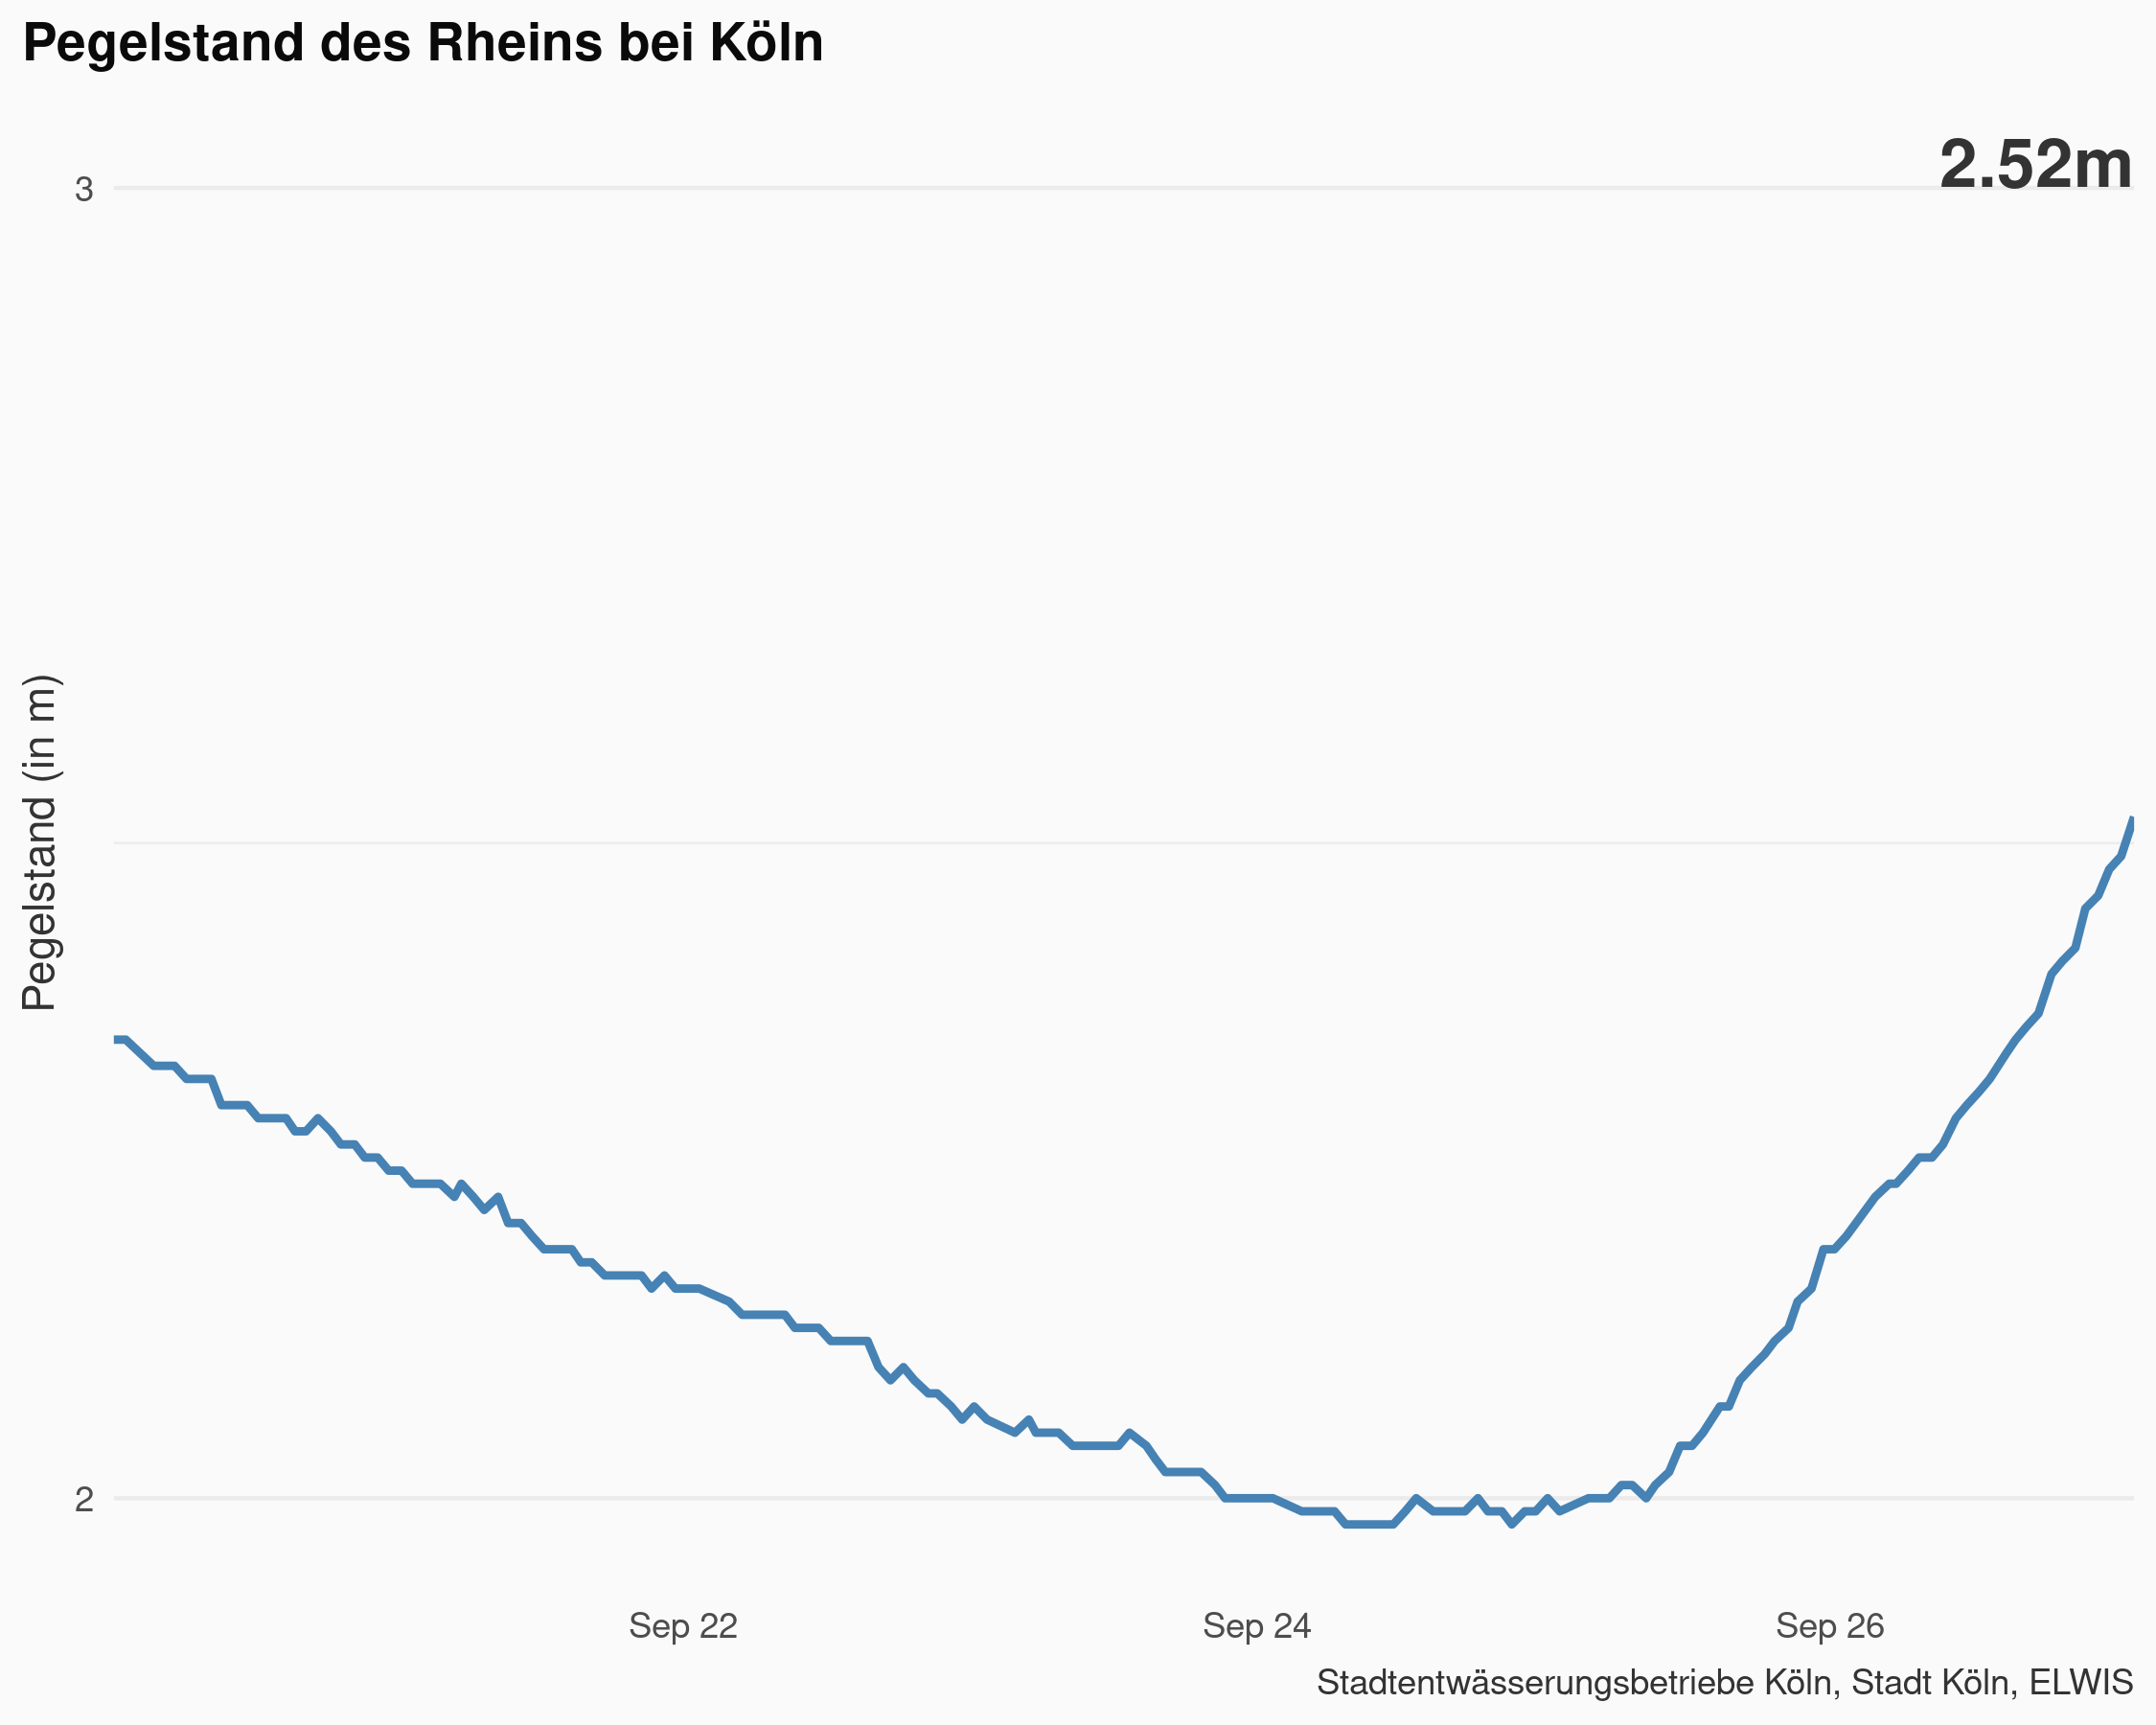 Pegelstand des Rheins bei Köln
2.52m
3
Pegelstand (in m)
2
Sep 22 Sep 24 Sep 26
Stadtentwässerungsbetriebe Köln, Stadt Köln, ELWIS